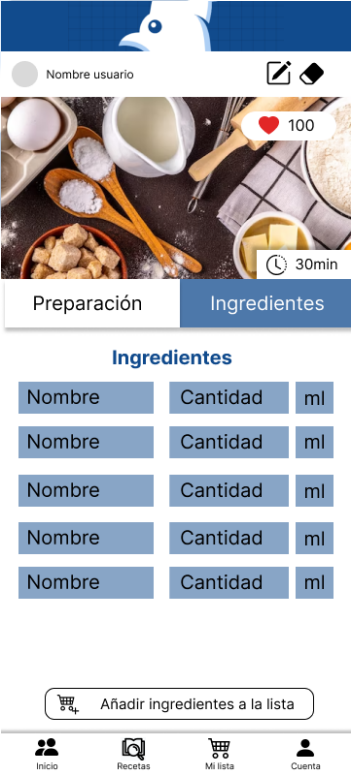 Nombre usuario
100
30min
Preparación Ingredientes
Ingredientes
Nombre Cantidad ml
Nombre Cantidad ml
Nombre Cantidad ml
Nombre Cantidad ml
Nombre Cantidad ml
Añadir ingredientes a la lista
Inicio Recetas Mi lista Cuenta